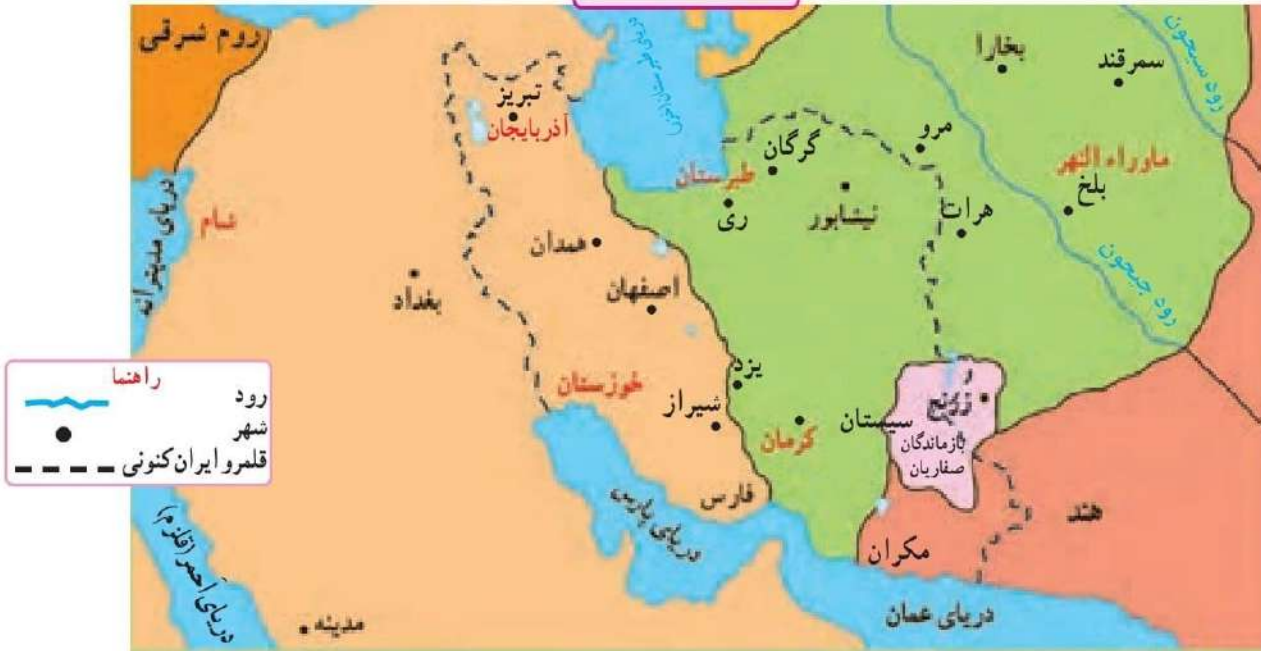 روم شرقی
دریای مدیترانه
شام
تبریز
آذربایجان
همدان
اصفهان
بغداد
خوزستان
شیراز
فارس
دریای پارس
مدینه
دریای احمر (قلزم)
گرگان
طبرستان
ری
نیشابور
مرو
هرات
بخارا
سمرقند
رود سیحون
ماوراء النهر
بلخ
رود جیحون
یزد
کرمان
سیستان
زرنج
بازماندگان
صفاریان
هند
مکران
دریای عمان
راهنما
رود
شهر
قلمرو ایران کنونی